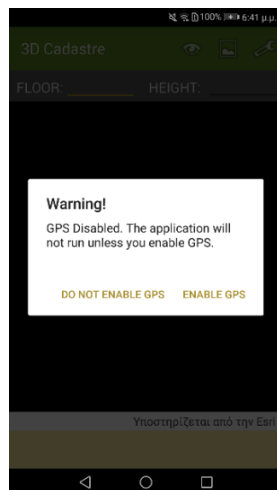 100% 6:41 μ.μ.
3D Cadastre
FLOOR: HEIGHT:
Warning!
GPS Disabled. The application will
not run unless you enable GPS.
DO NOT ENABLE GPS ENABLE GPS
Υποστηρίζεται από την Esri